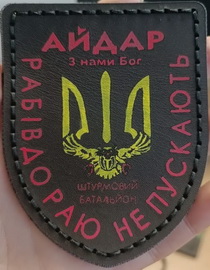 АЙДАР
З нами Бог
ШТУРМОВИЙ
БАТАЛЬЙОН
РАБІВ ДО РАЮ НЕ ПУСКАЮТЬ